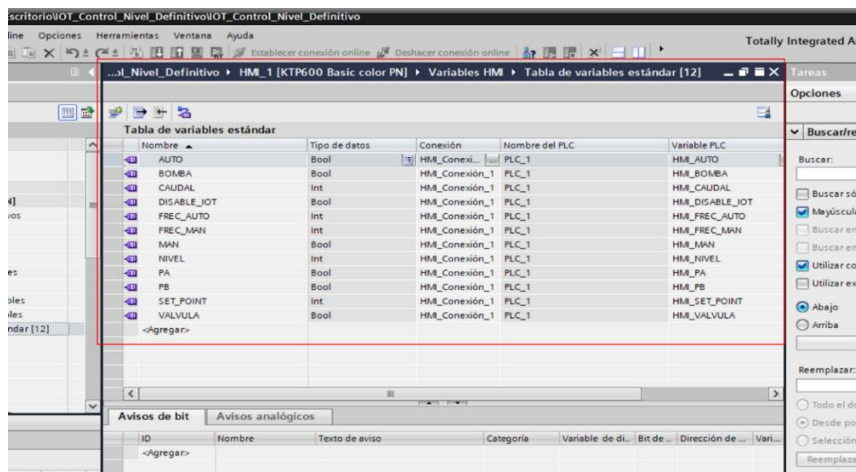 scritorio\IOT_Control_Nivel_Definitivo\IOT_Control_Nivel_Definitivo
line Opciones Herramientas Ventana Ayuda
Establecer conexión online Deshacer conexión online
Totally Integrated A
...ol_Nivel_Definitivo ▸ HMI_1 [KTP600 Basic color PN] ▸ Variables HMI ▸ Tabla de variables estándar [12]
Tabla de variables estándar
Nombre Tipo de datos Conexión Nombre del PLC Variable PLC
AUTO Bool HMI_Conexi... PLC_1 HMI_AUTO
BOMBA Bool HMI_Conexión_1 PLC_1 HMI_BOMBA
CAUDAL Int HMI_Conexión_1 PLC_1 HMI_CAUDAL
DISABLE_IOT Bool HMI_Conexión_1 PLC_1 HMI_DISABLE_IOT
FREC_AUTO Int HMI_Conexión_1 PLC_1 HMI_FREC_AUTO
FREC_MAN Int HMI_Conexión_1 PLC_1 HMI_FREC_MAN
MAN Bool HMI_Conexión_1 PLC_1 HMI_MAN
NIVEL Int HMI_Conexión_1 PLC_1 HMI_NIVEL
PA Bool HMI_Conexión_1 PLC_1 HMI_PA
PB Bool HMI_Conexión_1 PLC_1 HMI_PB
SET_POINT Int HMI_Conexión_1 PLC_1 HMI_SET_POINT
VALVULA Bool HMI_Conexión_1 PLC_1 HMI_VALVULA
<Agregar>
Avisos de bit Avisos analógicos
ID Nombre Texto de aviso Categoría Variable de di.. Bit de .. Dirección de ... Vari...
<Agregar>
N]
vos
es
bles
les
ndar [12]
Tareas
Opciones
Buscar/re
Buscar:
Buscar só
Mayúscul
Buscar en
Buscar en
Utilizar co
Utilizar ex
Abajo
Arriba
Reemplazar:
Todo el d
Desde po
Selección
Reemplaza